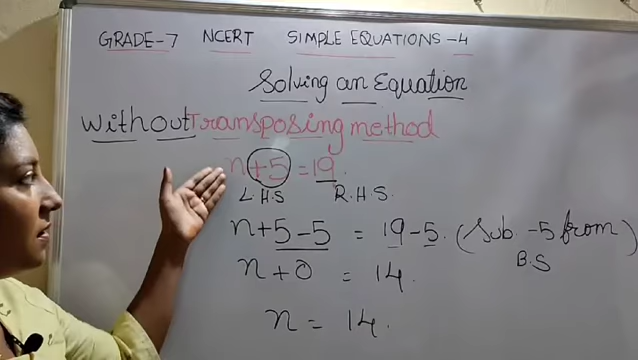 GRADE-7 NCERT SIMPLE EQUATIONS-4
Solving an Equation
Without Transposing method
n+5=19.
L.H.S R.H.S.
n+5-5 = 19-5. (Sub. -5 from
B.S)
n+0 = 14.
n = 14.